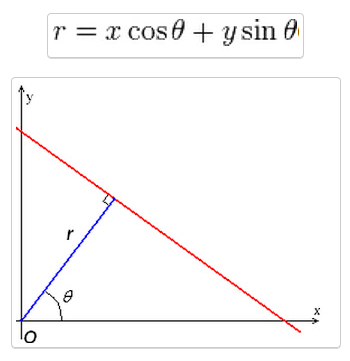 r = x cos θ + y sin θ
y
r
θ
x
O